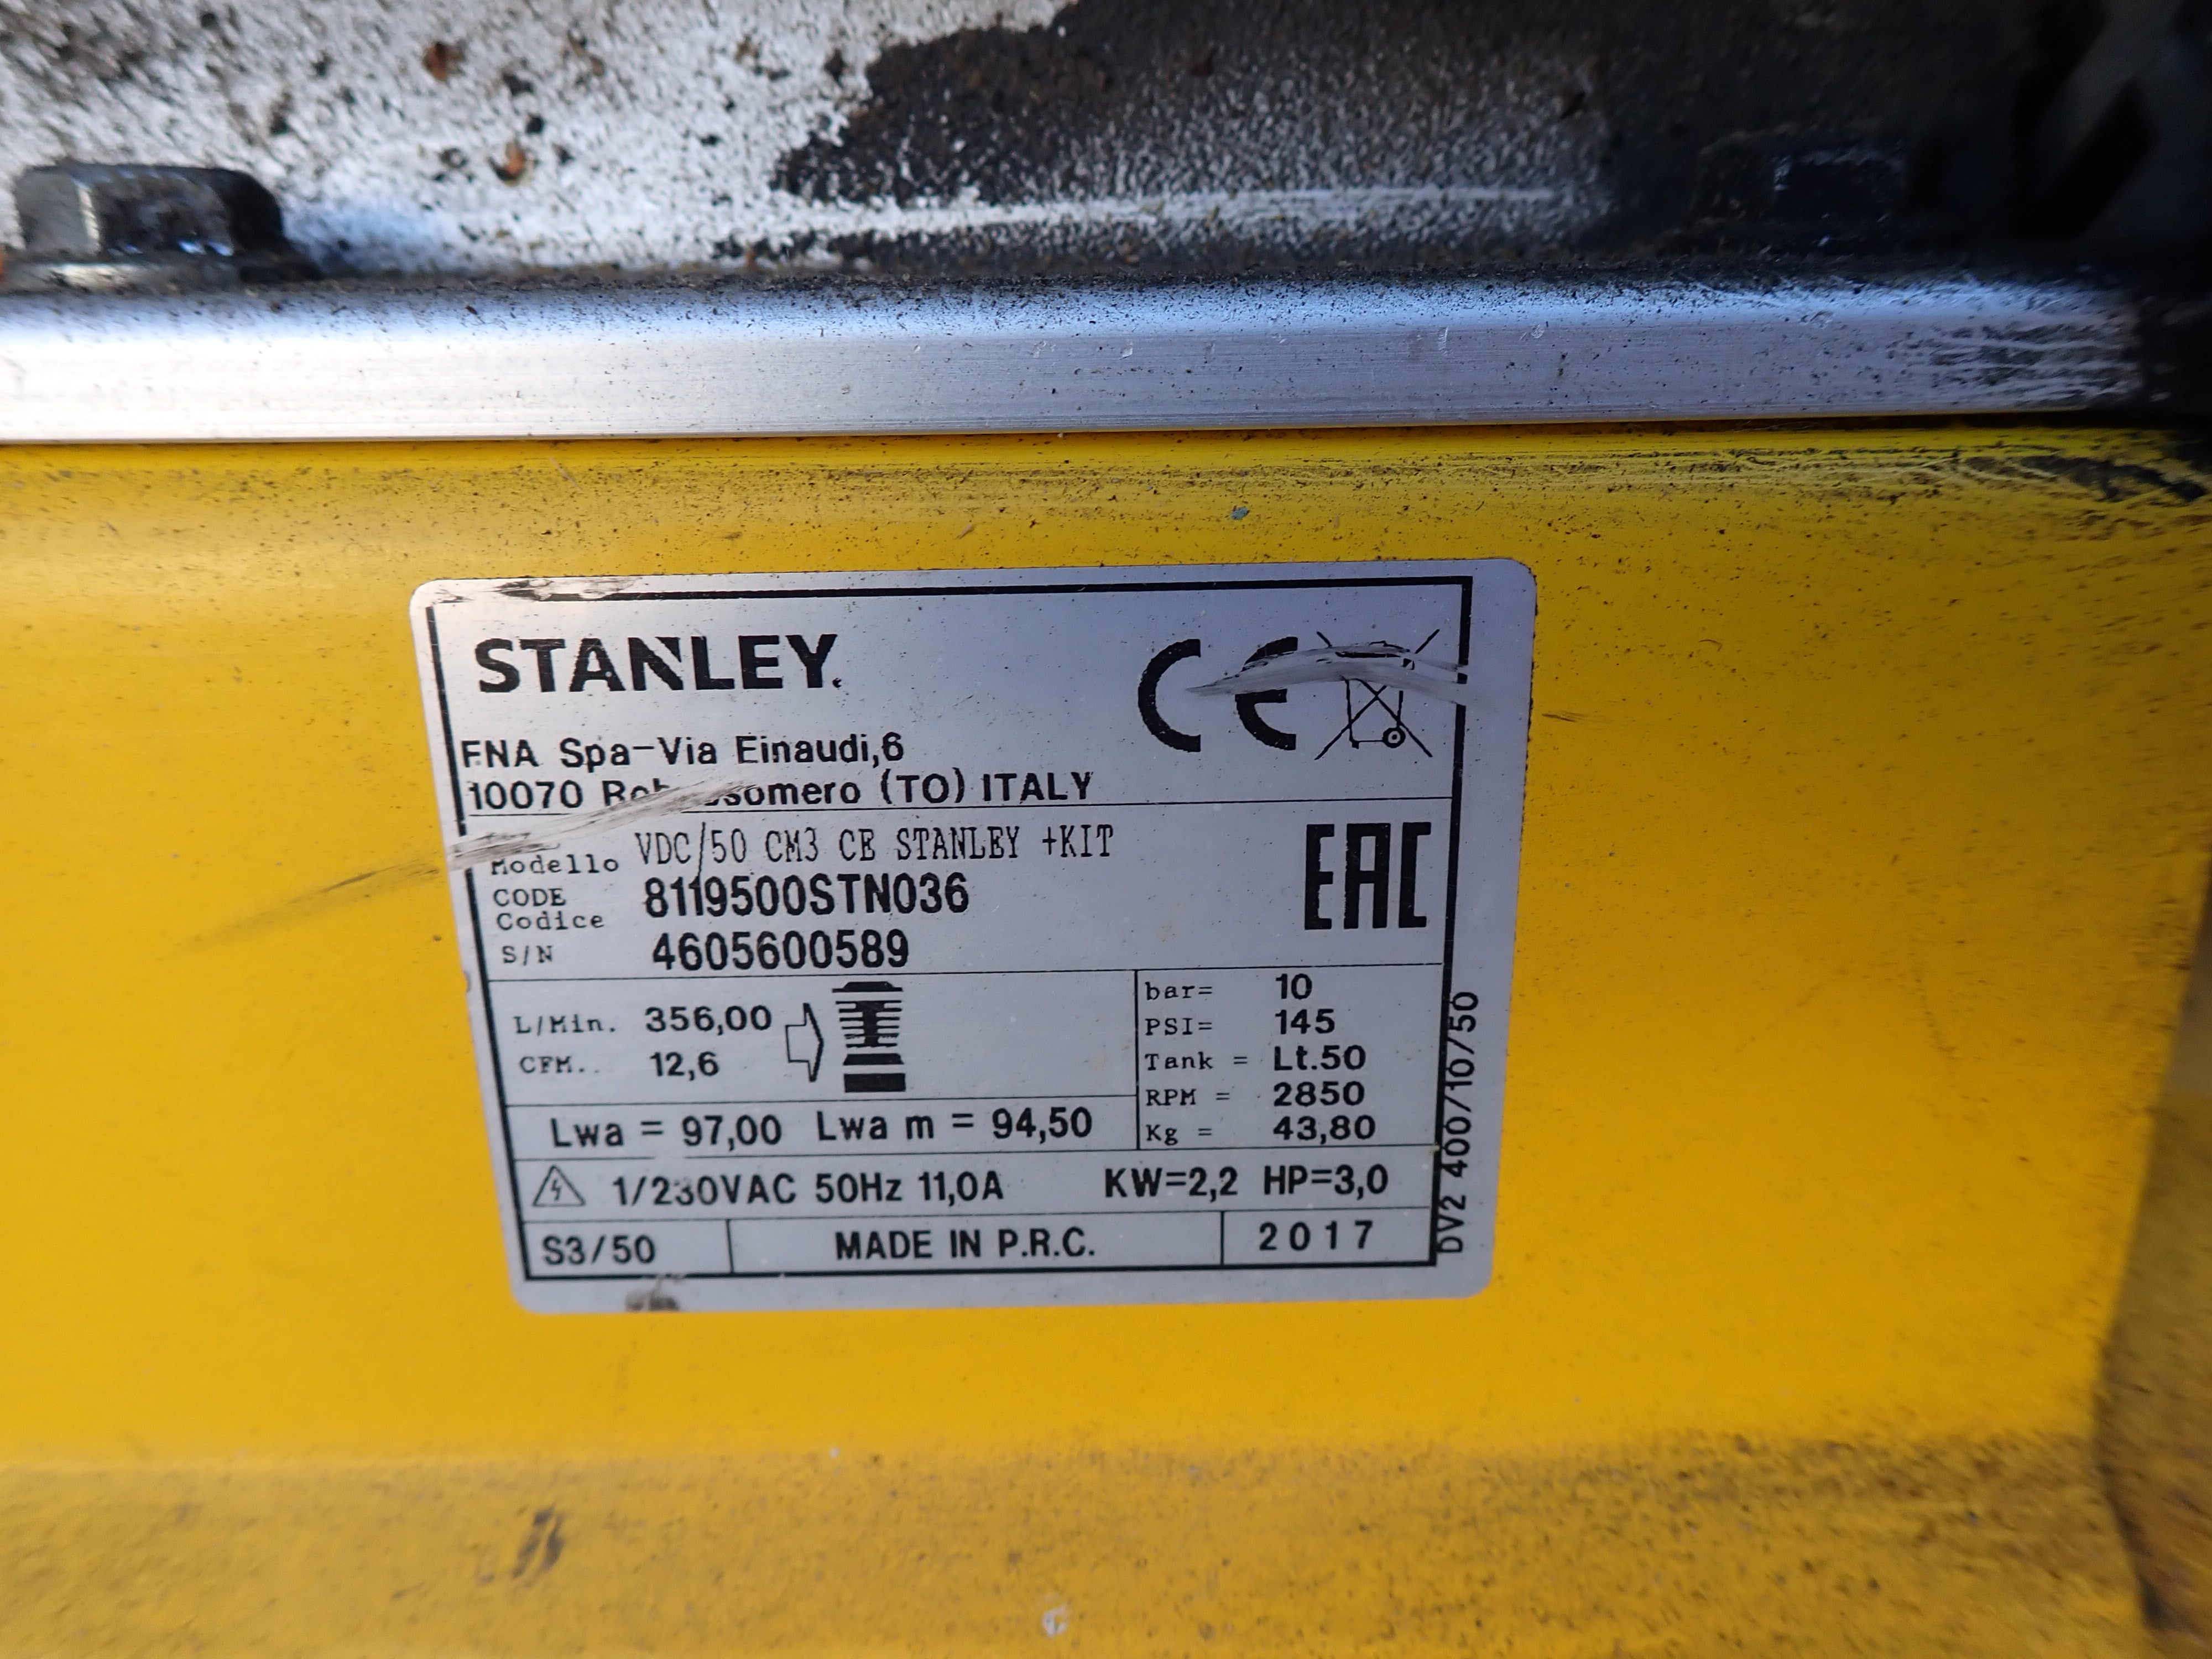 STANLEY
CE
FNA Spa-Via Einaudi,6
10070 (TO) ITALY
Modello VDC/50 CM3 CE STANLEY +KIT
EAC
CODE
Codice 8119500STN036
S/N 4605600589
L/Min. 356,00
CFM.. 12,6
bar= 10
PSI= 145
Tank = Lt.50
RPM = 2850
Kg = 43,80
Lwa = 97,00 Lwa m = 94,50
1/230VAC 50Hz 11,0A KW=2,2 HP=3,0
S3/50 MADE IN P.R.C. 2017
DV2 400/10/50